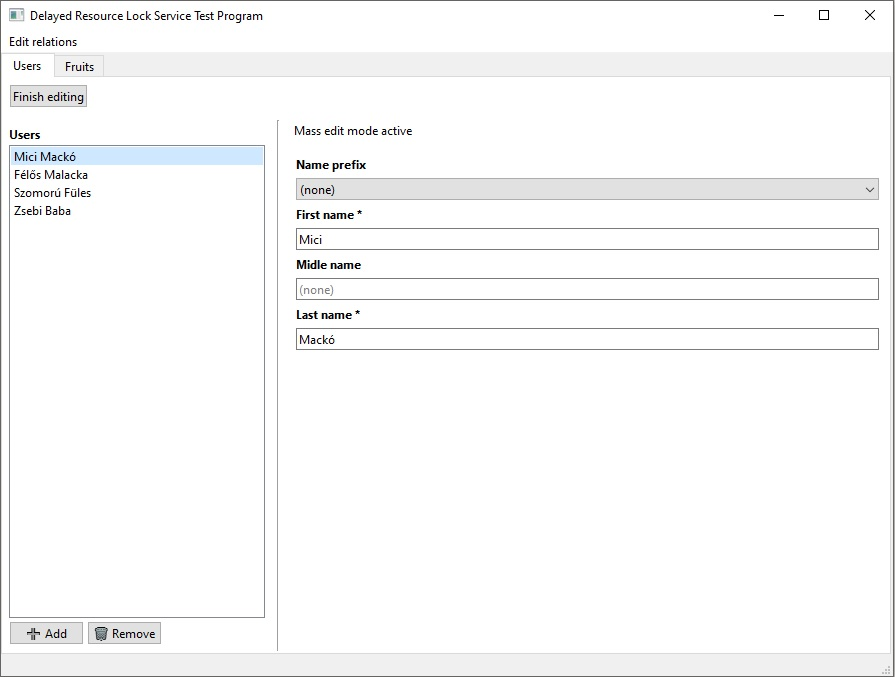 Delayed Resource Lock Service Test Program
Edit relations
Users
Fruits
Finish editing
Users
Mici Mackó
Félős Malacka
Szomorú Füles
Zsebi Baba
Add
Remove
Mass edit mode active
Name prefix
(none)
First name *
Mici
Midle name
(none)
Last name *
Mackó